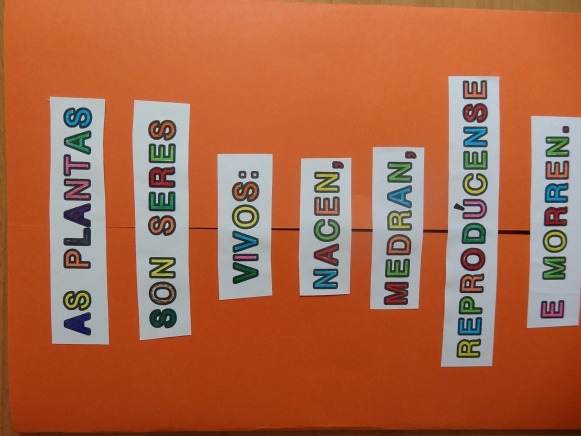 AS PLANTAS
SON SERES
VIVOS:
NACEN,
MEDRAN,
REPRODÚCENSE
E MORREN.